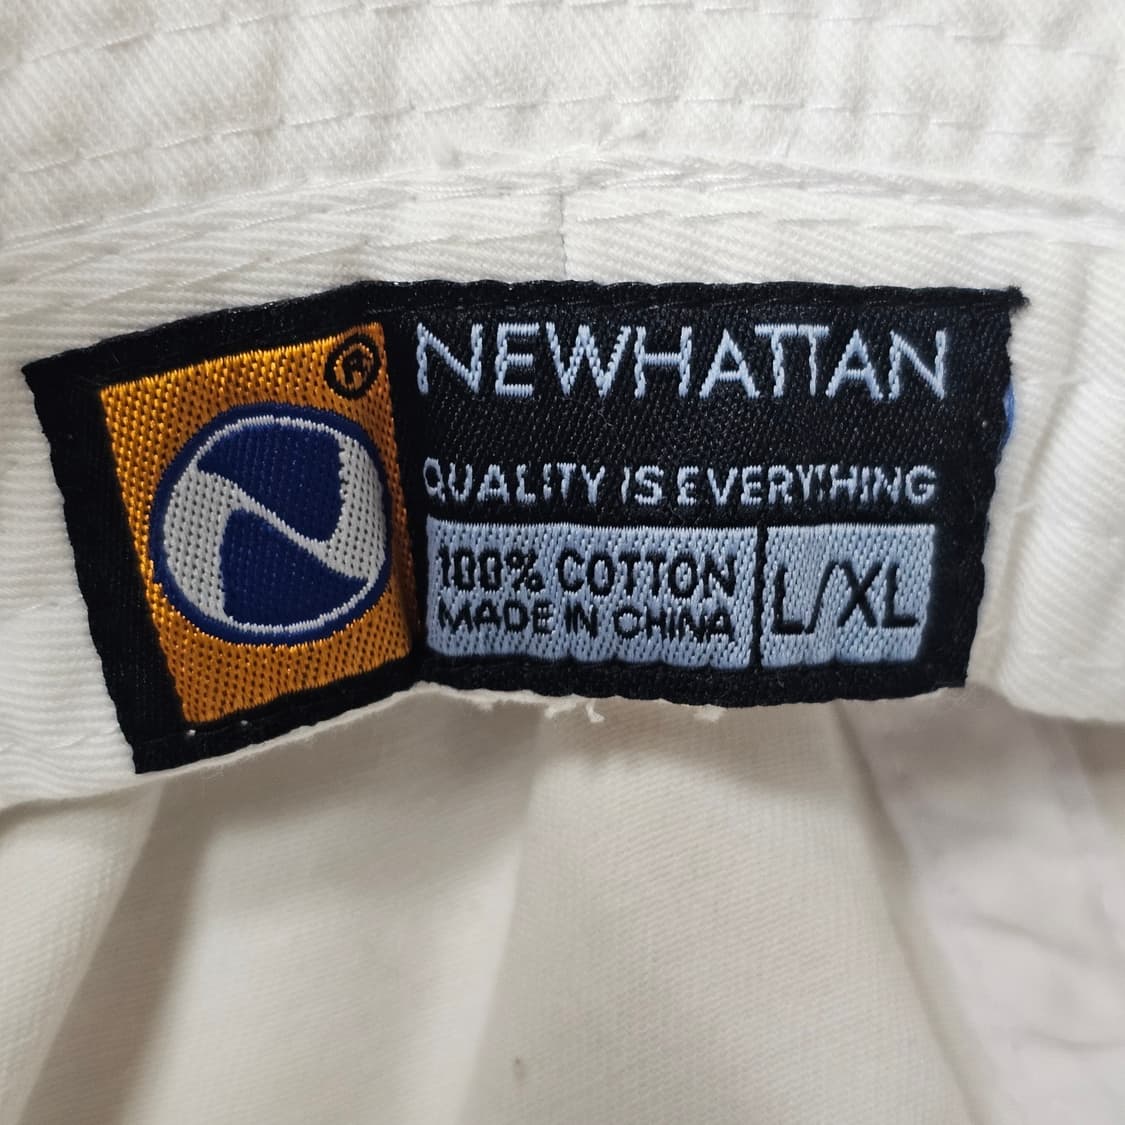 ®
NEWHATTAN
QUALITY IS EVERYTHING
100% COTTON
MADE IN CHINA
L/XL